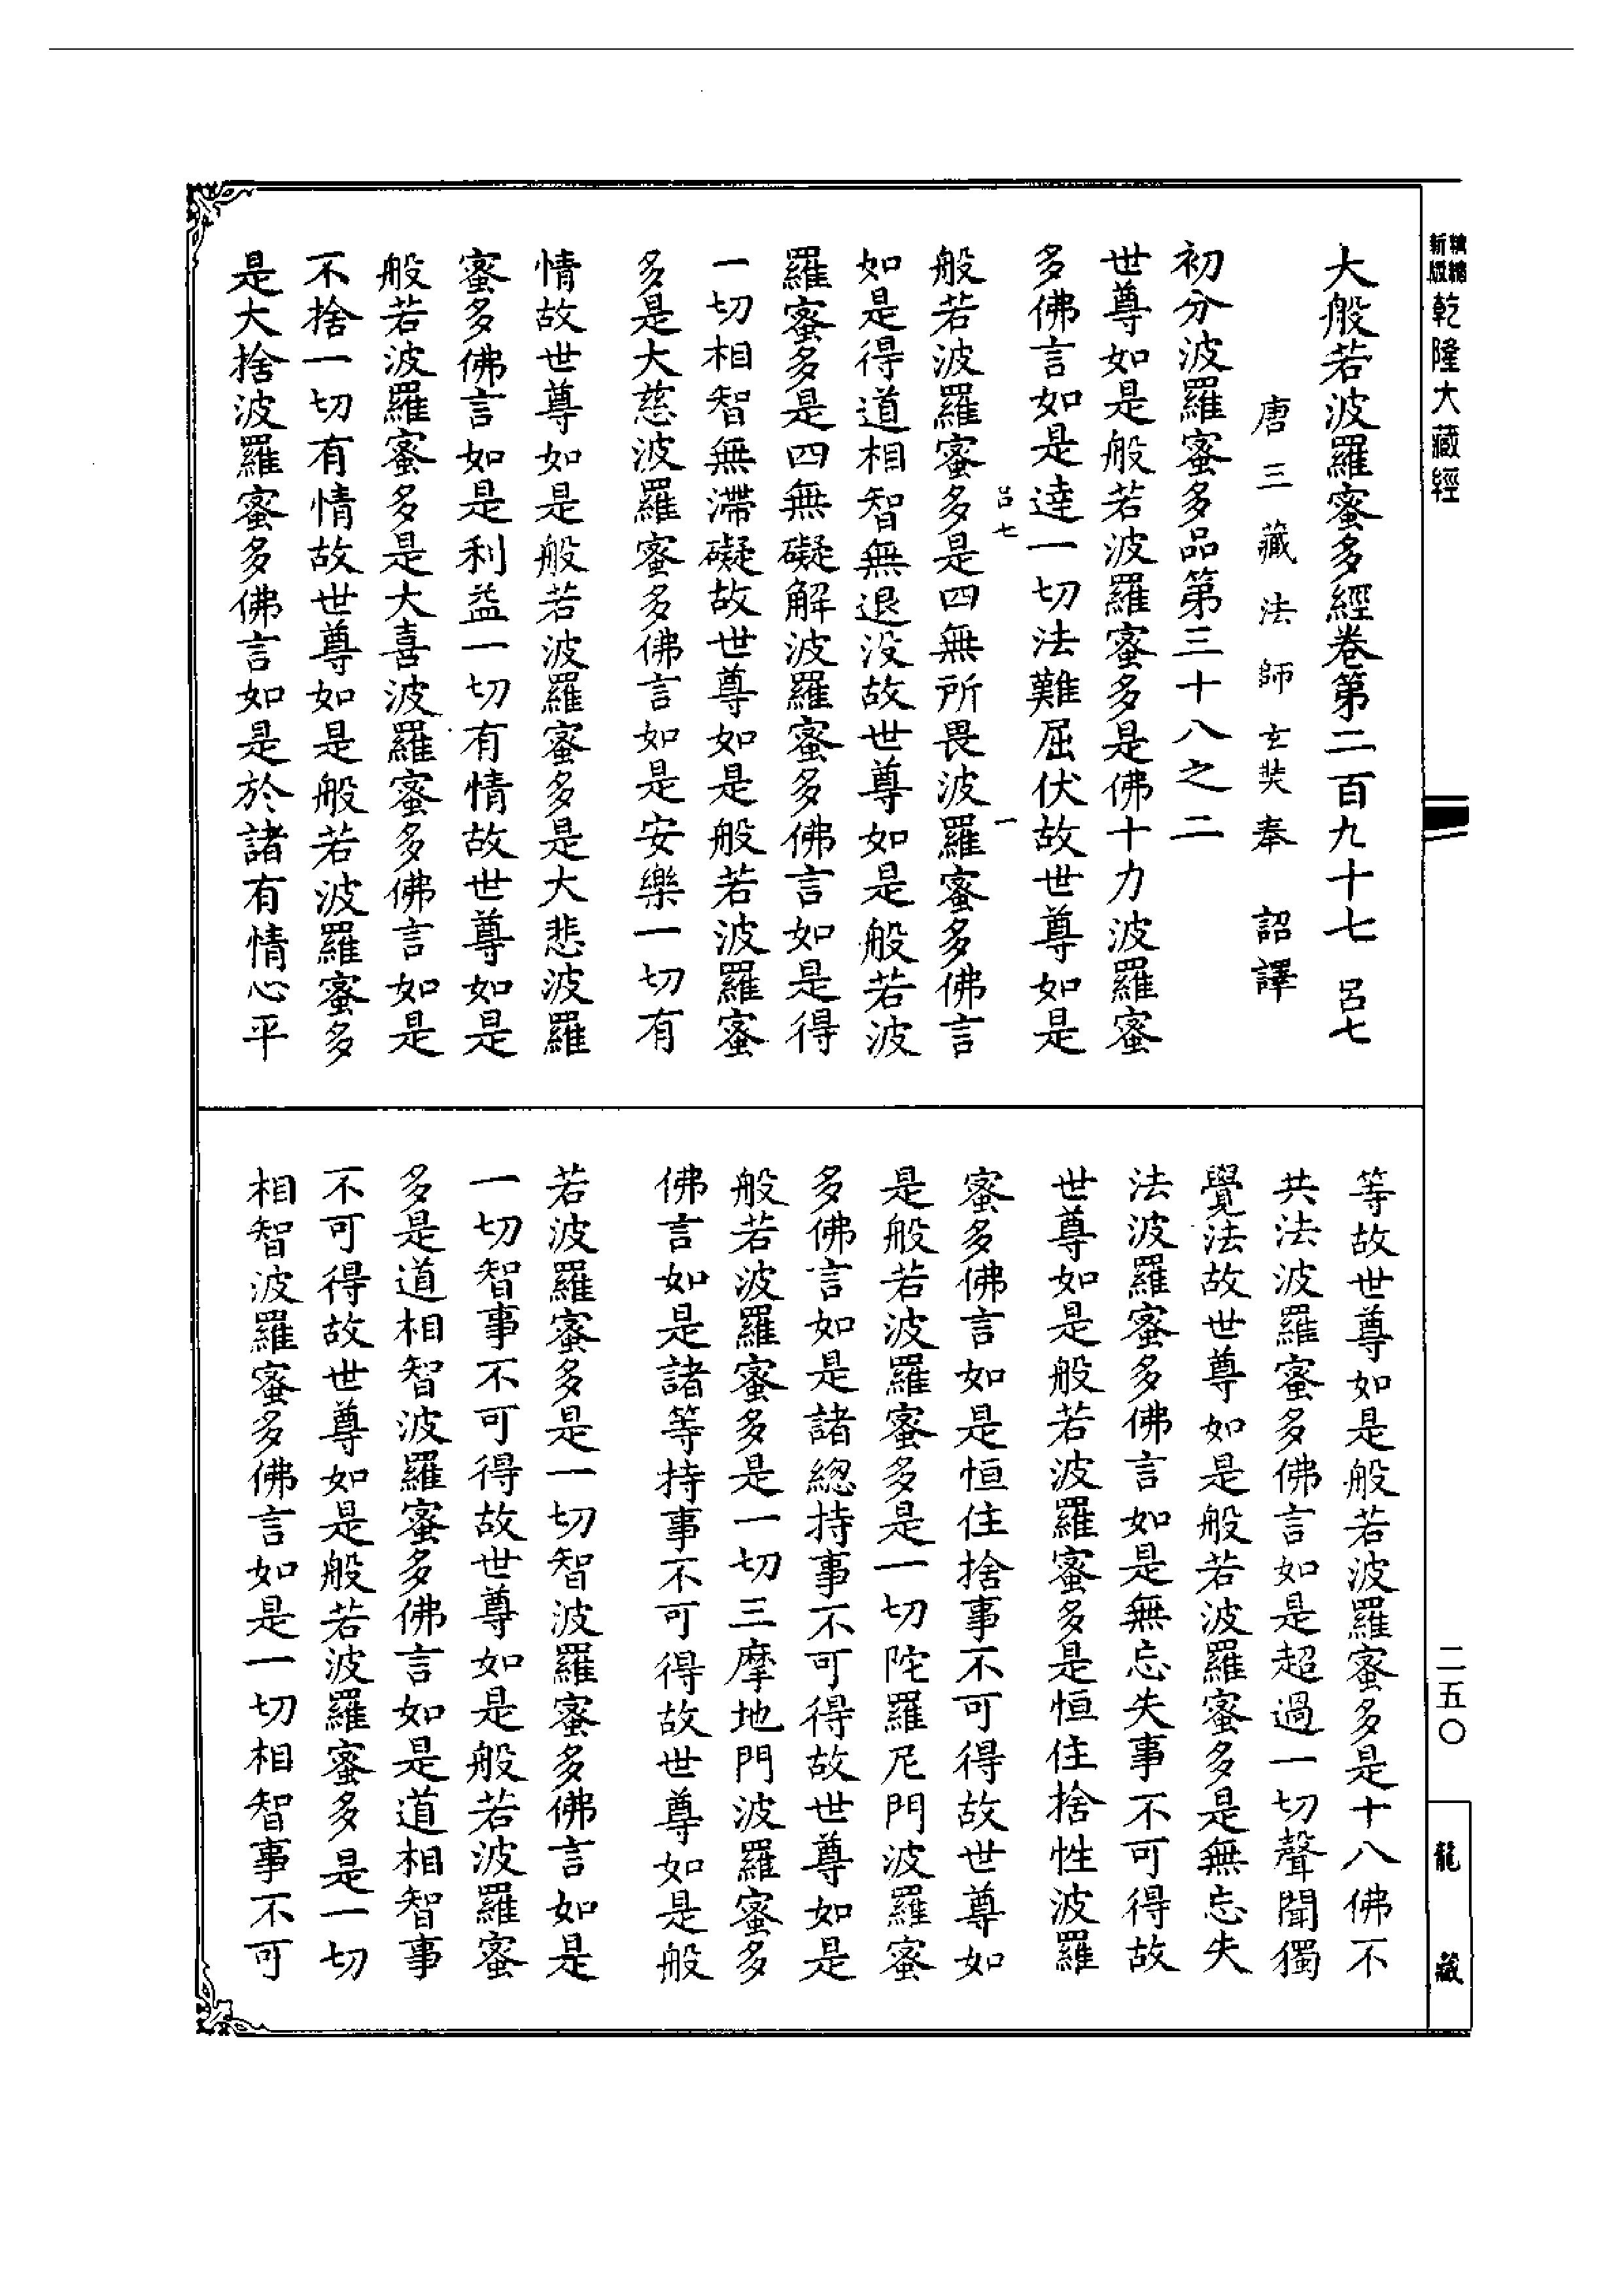 新版精縮乾隆大藏經
大般若波羅蜜多經卷第二百九十七 呂七
唐三藏法師玄奘奉 詔譯
初分波羅蜜多品第三十八之二
世尊如是般若波羅蜜多是佛十力波羅蜜
多佛言如是達一切法難屈伏故世尊如是
呂七 一
般若波羅蜜多是四無所畏波羅蜜多佛言
如是得道相智無退没故世尊如是般若波
羅蜜多是四無礙解波羅蜜多佛言如是得
一切相智無滯礙故世尊如是般若波羅蜜
多是大慈波羅蜜多佛言如是安樂一切有
情故世尊如是般若波羅蜜多是大悲波羅
蜜多佛言如是利益一切有情故世尊如是
般若波羅蜜多是大喜波羅蜜多佛言如是
不捨一切有情故世尊如是般若波羅蜜多
是大捨波羅蜜多佛言如是於諸有情心平
等故世尊如是般若波羅蜜多是十八佛不
共法波羅蜜多佛言如是超過一切聲聞獨
覺法故世尊如是般若波羅蜜多是無忘失
法波羅蜜多佛言如是無忘失事不可得故
世尊如是般若波羅蜜多是恒住捨性波羅
蜜多佛言如是恒住捨事不可得故世尊如
是般若波羅蜜多是一切陀羅尼門波羅蜜
多佛言如是諸總持事不可得故世尊如是
般若波羅蜜多是一切三摩地門波羅蜜多
佛言如是諸等持事不可得故世尊如是般
若波羅蜜多是一切智波羅蜜多佛言如是
一切智事不可得故世尊如是般若波羅蜜
多是道相智波羅蜜多佛言如是道相智事
不可得故世尊如是般若波羅蜜多是一切
相智波羅蜜多佛言如是一切相智事不可
二五〇
龍藏